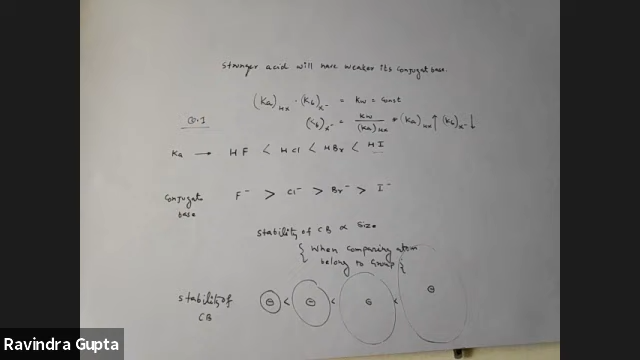 Stronger acid will have weaker its conjugate base.
(Ka)HX · (Kb)X⁻ = Kw = Const
Q.1
(Kb)X⁻ = Kw / (Ka)HX (Ka)HX ↑ (Kb)X⁻ ↓
Ka → HF < HCl < HBr < HI
Conjugate base F⁻ > Cl⁻ > Br⁻ > I⁻
Stability of CB ∝ Size
{ When comparing atom
belong to Group }
Stability of CB ⊖ < ⊖ < ⊖ < ⊖
Ravindra Gupta